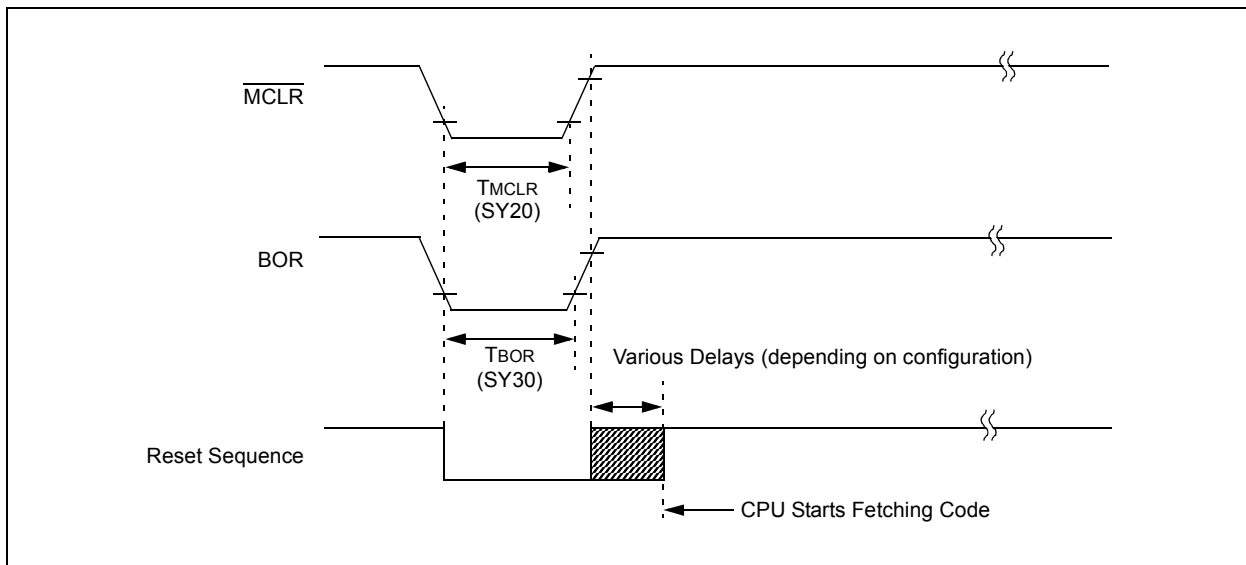 MCLR
TMCLR
(SY20)
BOR
TBOR
(SY30)
Various Delays (depending on configuration)
Reset Sequence
CPU Starts Fetching Code